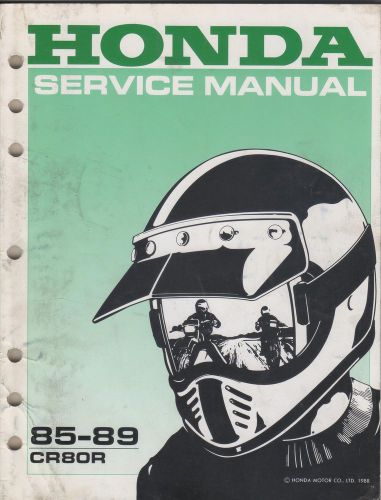 HONDA
SERVICE MANUAL
85-89
CR80R
© HONDA MOTOR CO., LTD. 1988